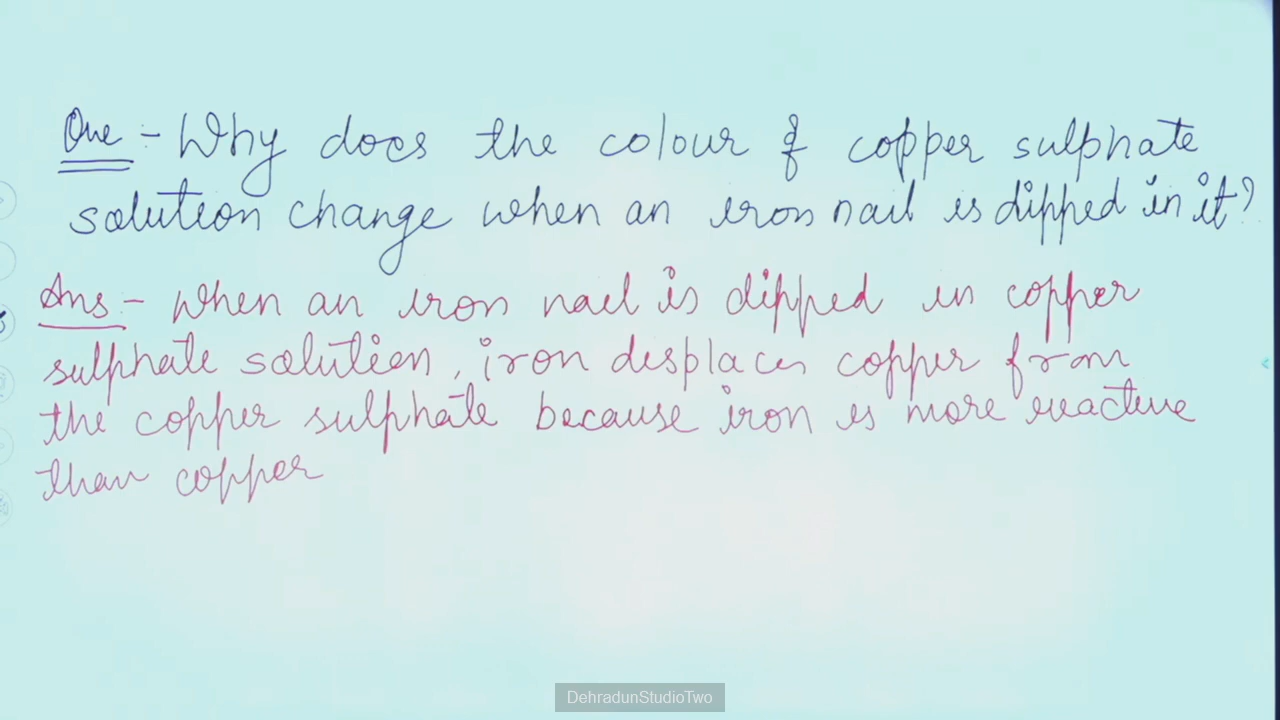 Que :- Why does the colour of copper sulphate
solution change when an iron nail is dipped in it?
Ans - When an iron nail is dipped in copper
sulphate solution, iron displaces copper from
the copper sulphate because iron is more reactive
than copper
DehradunStudioTwo